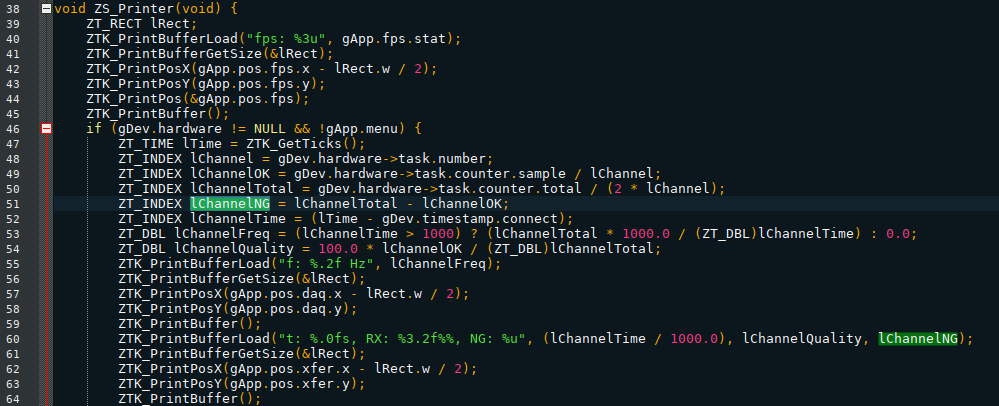 38 void ZS_Printer(void) {
39 ZT_RECT lRect;
40 ZTK_PrintBufferLoad("fps: %3u", gApp.fps.stat);
41 ZTK_PrintBufferGetSize(&lRect);
42 ZTK_PrintPosX(gApp.pos.fps.x - lRect.w / 2);
43 ZTK_PrintPosY(gApp.pos.fps.y);
44 ZTK_PrintPos(&gApp.pos.fps);
45 ZTK_PrintBuffer();
46 if (gDev.hardware != NULL && !gApp.menu) {
47 ZT_TIME lTime = ZTK_GetTicks();
48 ZT_INDEX lChannel = gDev.hardware->task.number;
49 ZT_INDEX lChannelOK = gDev.hardware->task.counter.sample / lChannel;
50 ZT_INDEX lChannelTotal = gDev.hardware->task.counter.total / (2 * lChannel);
51 ZT_INDEX lChannelNG = lChannelTotal - lChannelOK;
52 ZT_INDEX lChannelTime = (lTime - gDev.timestamp.connect);
53 ZT_DBL lChannelFreq = (lChannelTime > 1000) ? (lChannelTotal * 1000.0 / (ZT_DBL)lChannelTime) : 0.0;
54 ZT_DBL lChannelQuality = 100.0 * lChannelOK / (ZT_DBL)lChannelTotal;
55 ZTK_PrintBufferLoad("f: %.2f Hz", lChannelFreq);
56 ZTK_PrintBufferGetSize(&lRect);
57 ZTK_PrintPosX(gApp.pos.daq.x - lRect.w / 2);
58 ZTK_PrintPosY(gApp.pos.daq.y);
59 ZTK_PrintBuffer();
60 ZTK_PrintBufferLoad("t: %.0fs, RX: %3.2f%%, NG: %u", (lChannelTime / 1000.0), lChannelQuality, lChannelNG);
61 ZTK_PrintBufferGetSize(&lRect);
62 ZTK_PrintPosX(gApp.pos.xfer.x - lRect.w / 2);
63 ZTK_PrintPosY(gApp.pos.xfer.y);
64 ZTK_PrintBuffer();